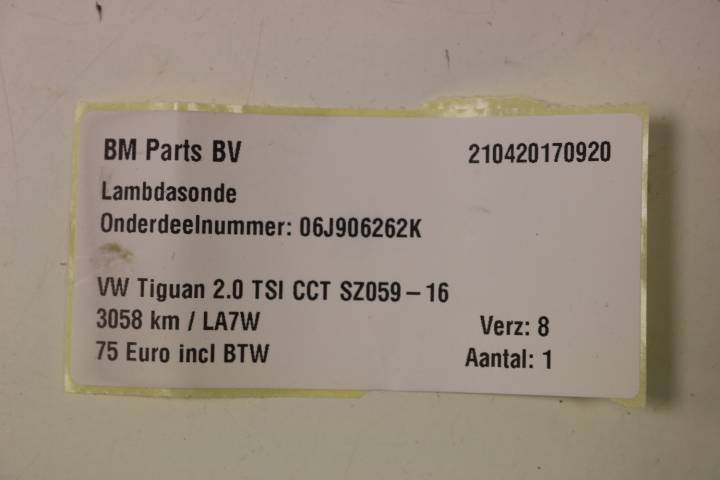 BM Parts BV 210420170920
Lambdasonde
Onderdeelnummer: 06J906262K
VW Tiguan 2.0 TSI CCT SZ059-16
3058 km / LA7W Verz: 8
75 Euro incl BTW Aantal: 1